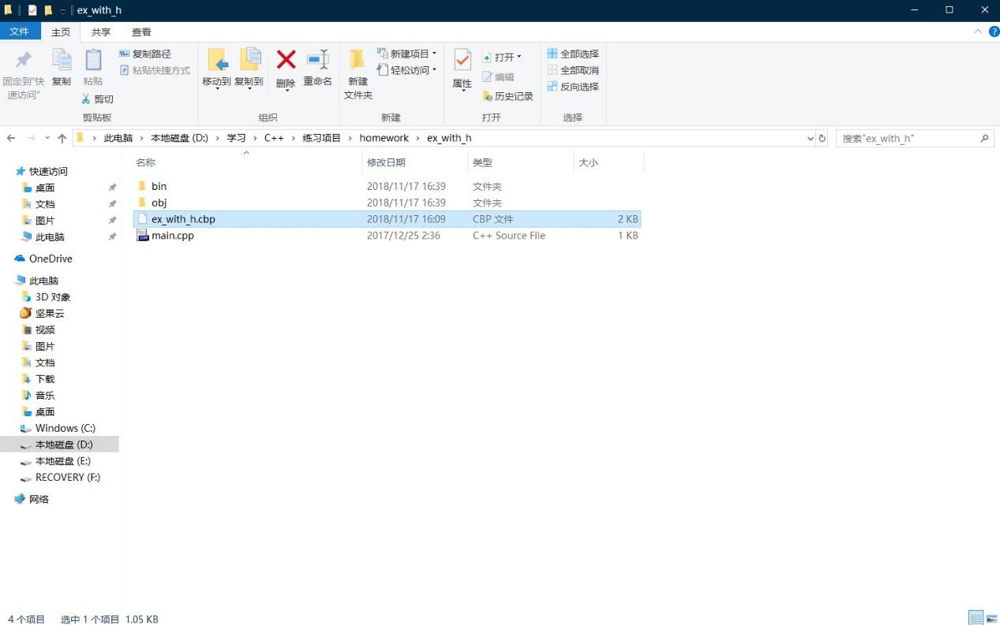 ex_with_h
文件 主页 共享 查看
固定到"快速访问"
复制
粘贴
复制路径
粘贴快捷方式
剪切
剪贴板
移动到
复制到
删除
重命名
组织
新建
文件夹
新建项目
轻松访问
新建
属性
打开
编辑
历史记录
打开
全部选择
全部取消
反向选择
选择
此电脑 › 本地磁盘 (D:) › 学习 › C++ › 练习项目 › homework › ex_with_h
搜索"ex_with_h"
名称 修改日期 类型 大小
bin 2018/11/17 16:39 文件夹
obj 2018/11/17 16:39 文件夹
ex_with_h.cbp 2018/11/17 16:09 CBP 文件 2 KB
main.cpp 2017/12/25 2:36 C++ Source File 1 KB
快速访问
桌面
文档
图片
此电脑
OneDrive
此电脑
3D 对象
坚果云
视频
图片
文档
下载
音乐
桌面
Windows (C:)
本地磁盘 (D:)
本地磁盘 (E:)
RECOVERY (F:)
网络
4 个项目 选中 1 个项目 1.05 KB